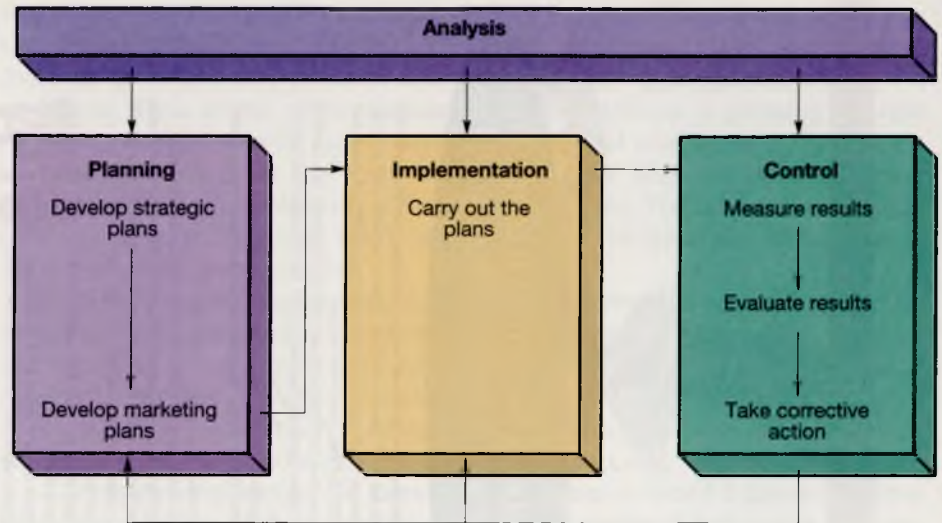 Analysis
Planning
Develop strategic
plans
Develop marketing
plans
Implementation
Carry out the
plans
Control
Measure results
Evaluate results
Take corrective
action